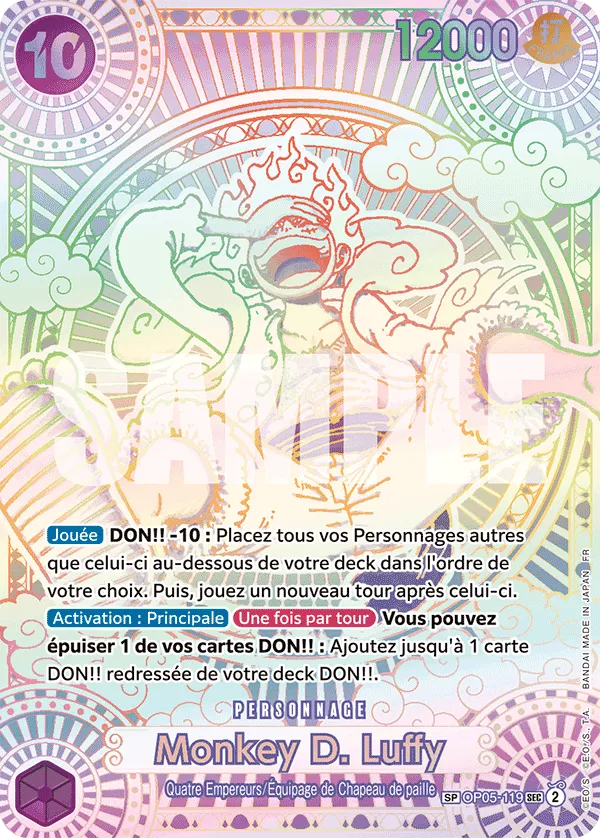 10
12000
打
SAMPLE
Jouée DON!! -10 : Placez tous vos Personnages autres
que celui-ci au-dessous de votre deck dans l'ordre de
votre choix. Puis, jouez un nouveau tour après celui-ci.
Activation : Principale Une fois par tour Vous pouvez
épuiser 1 de vos cartes DON!! : Ajoutez jusqu'à 1 carte
DON!! redressée de votre deck DON!!.
PERSONNAGE
Monkey D. Luffy
Quatre Empereurs/Équipage de Chapeau de paille
SP OP05-119 SEC 2
©E.O./S. ©E.O./S., T.A. BANDAI MADE IN JAPAN FR